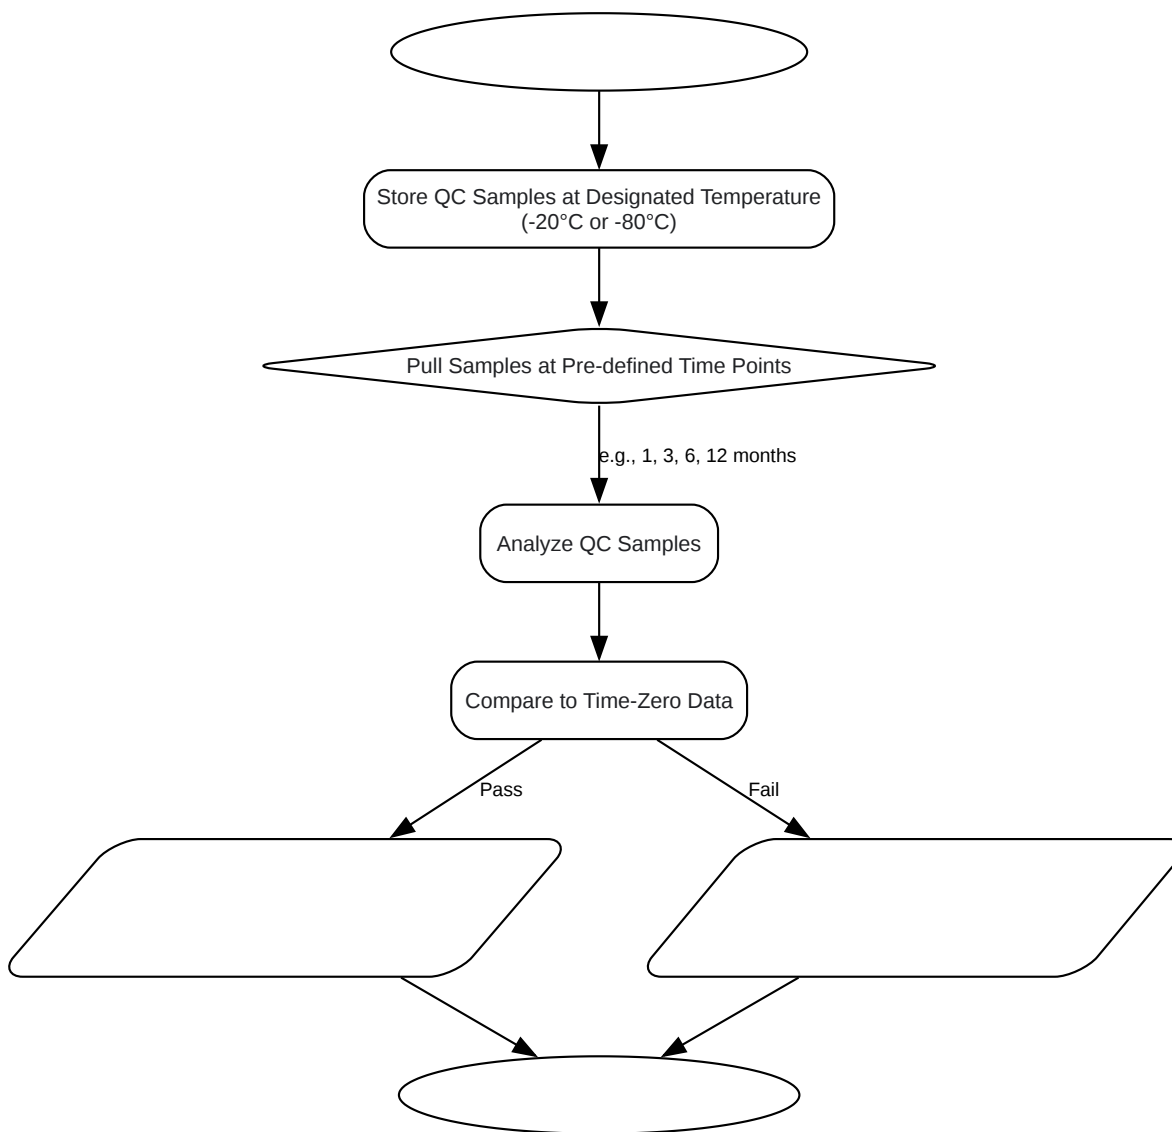 Store QC Samples at Designated Temperature
(-20°C or -80°C)
Pull Samples at Pre-defined Time Points
e.g., 1, 3, 6, 12 months
Analyze QC Samples
Compare to Time-Zero Data
Pass
Fail